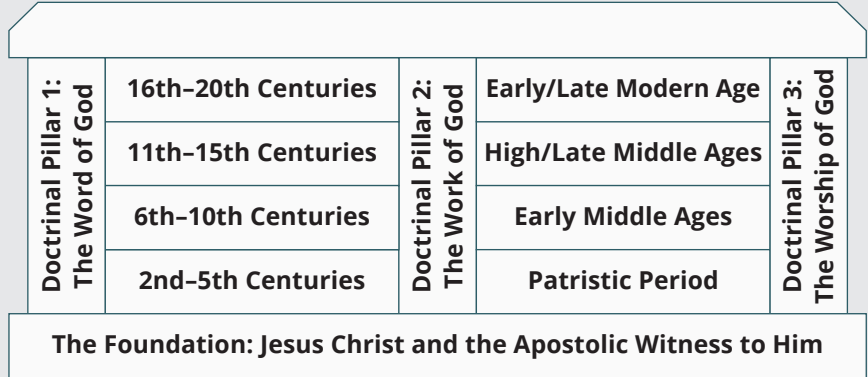 Doctrinal Pillar 1:
The Word of God
16th–20th Centuries
11th–15th Centuries
6th–10th Centuries
2nd–5th Centuries
Doctrinal Pillar 2:
The Work of God
Early/Late Modern Age
High/Late Middle Ages
Early Middle Ages
Patristic Period
Doctrinal Pillar 3:
The Worship of God
The Foundation: Jesus Christ and the Apostolic Witness to Him